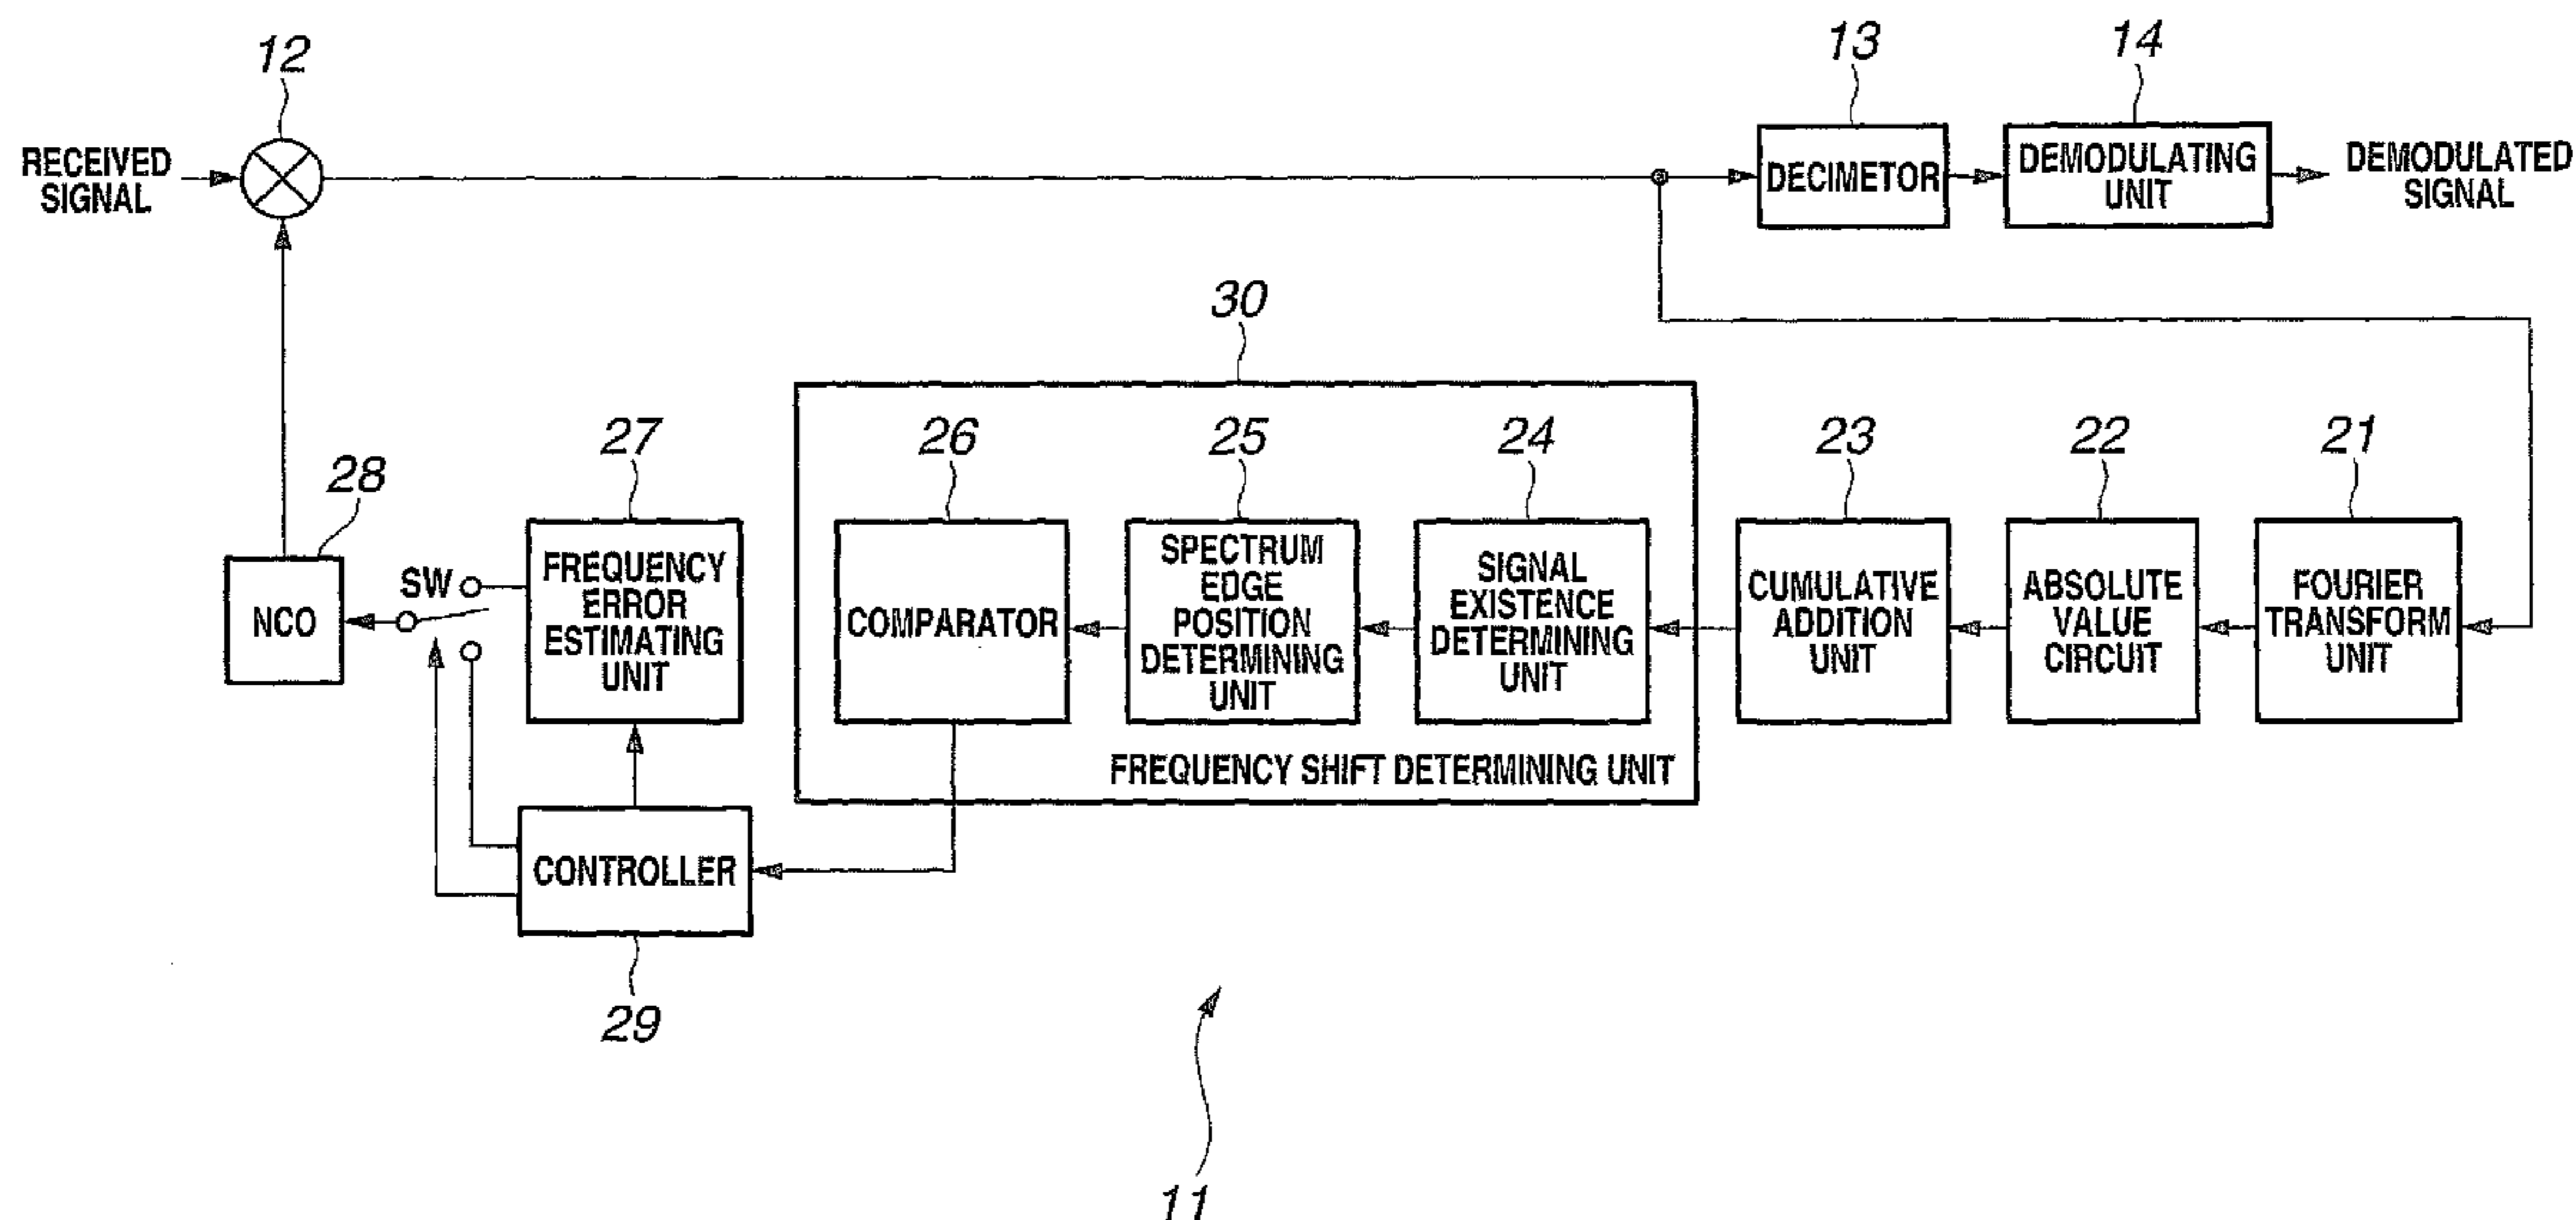 12
13
14
RECEIVED
SIGNAL
DECIMETOR
DEMODULATING
UNIT
DEMODULATED
SIGNAL
30
28
27
26
25
24
23
22
21
NCO
SW
FREQUENCY
ERROR
ESTIMATING
UNIT
COMPARATOR
SPECTRUM
EDGE
POSITION
DETERMINING
UNIT
SIGNAL
EXISTENCE
DETERMINING
UNIT
CUMULATIVE
ADDITION
UNIT
ABSOLUTE
VALUE
CIRCUIT
FOURIER
TRANSFORM
UNIT
FREQUENCY SHIFT DETERMINING UNIT
CONTROLLER
29
11